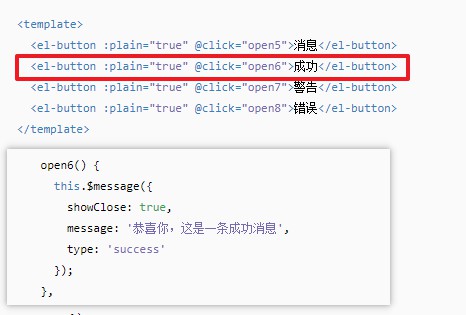 <template>
<el-button :plain="true" @click="open5">消息</el-button>
<el-button :plain="true" @click="open6">成功</el-button>
<el-button :plain="true" @click="open7">警告</el-button>
<el-button :plain="true" @click="open8">错误</el-button>
</template>
open6() {
this.$message({
showClose: true,
message: '恭喜你，这是一条成功消息',
type: 'success'
});
},